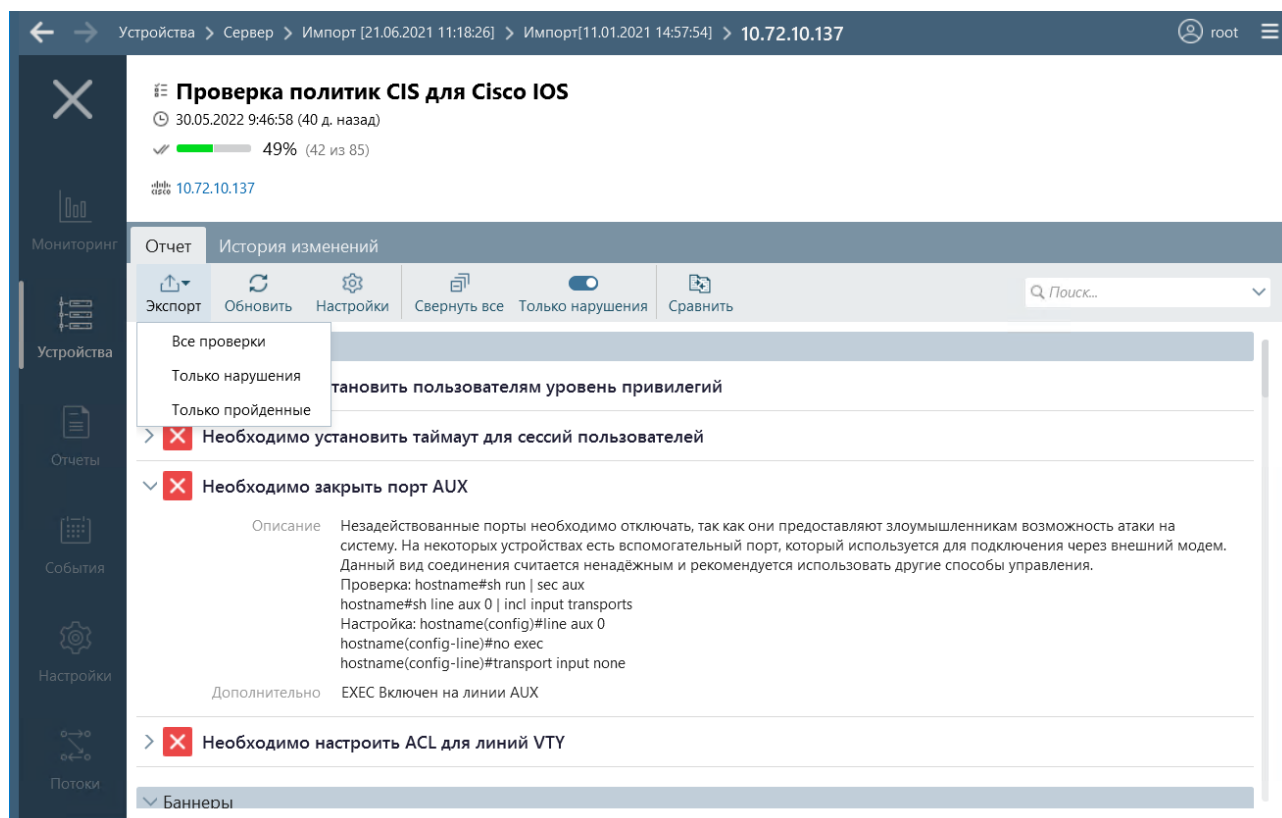 Устройства > Сервер > Импорт [21.06.2021 11:18:26] > Импорт[11.01.2021 14:57:54] > 10.72.10.137
root
Проверка политик CIS для Cisco IOS
30.05.2022 9:46:58 (40 д. назад)
49% (42 из 85)
cisco 10.72.10.137
Мониторинг
Устройства
Отчеты
События
Настройки
Потоки
Отчет История изменений
Экспорт Обновить Настройки Свернуть все Только нарушения Сравнить Поиск...
Все проверки
Только нарушения
Только пройденные
тановить пользователям уровень привилегий
Необходимо установить таймаут для сессий пользователей
Необходимо закрыть порт AUX
Описание Незадействованные порты необходимо отключать, так как они предоставляют злоумышленникам возможность атаки на
систему. На некоторых устройствах есть вспомогательный порт, который используется для подключения через внешний модем.
Данный вид соединения считается ненадёжным и рекомендуется использовать другие способы управления.
Проверка: hostname#sh run | sec aux
hostname#sh line aux 0 | incl input transports
Настройка: hostname(config)#line aux 0
hostname(config-line)#no exec
hostname(config-line)#transport input none
Дополнительно EXEC Включен на линии AUX
Необходимо настроить ACL для линий VTY
Баннеры